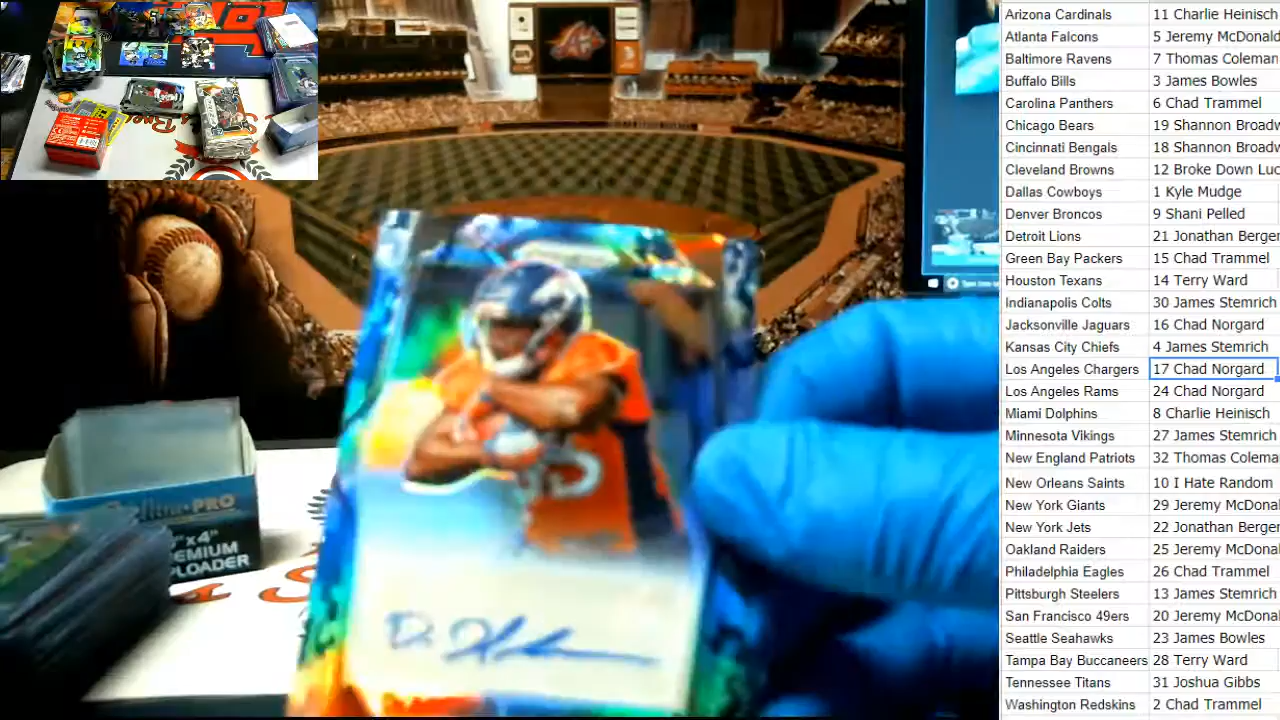 Arizona Cardinals 11 Charlie Heinisch
Atlanta Falcons 5 Jeremy McDonald
Baltimore Ravens 7 Thomas Coleman
Buffalo Bills 3 James Bowles
Carolina Panthers 6 Chad Trammel
Chicago Bears 19 Shannon Broadw
Cincinnati Bengals 18 Shannon Broadw
Cleveland Browns 12 Broke Down Luc
Dallas Cowboys 1 Kyle Mudge
Denver Broncos 9 Shani Pelled
Detroit Lions 21 Jonathan Berger
Green Bay Packers 15 Chad Trammel
Houston Texans 14 Terry Ward
Indianapolis Colts 30 James Stemrich
Jacksonville Jaguars 16 Chad Norgard
Kansas City Chiefs 4 James Stemrich
Los Angeles Chargers 17 Chad Norgard
Los Angeles Rams 24 Chad Norgard
Miami Dolphins 8 Charlie Heinisch
Minnesota Vikings 27 James Stemrich
New England Patriots 32 Thomas Colema
New Orleans Saints 10 I Hate Random
New York Giants 29 Jeremy McDona
New York Jets 22 Jonathan Berger
Oakland Raiders 25 Jeremy McDona
Philadelphia Eagles 26 Chad Trammel
Pittsburgh Steelers 13 James Stemrich
San Francisco 49ers 20 Jeremy McDona
Seattle Seahawks 23 James Bowles
Tampa Bay Buccaneers 28 Terry Ward
Tennessee Titans 31 Joshua Gibbs
Washington Redskins 2 Chad Trammel
PRO